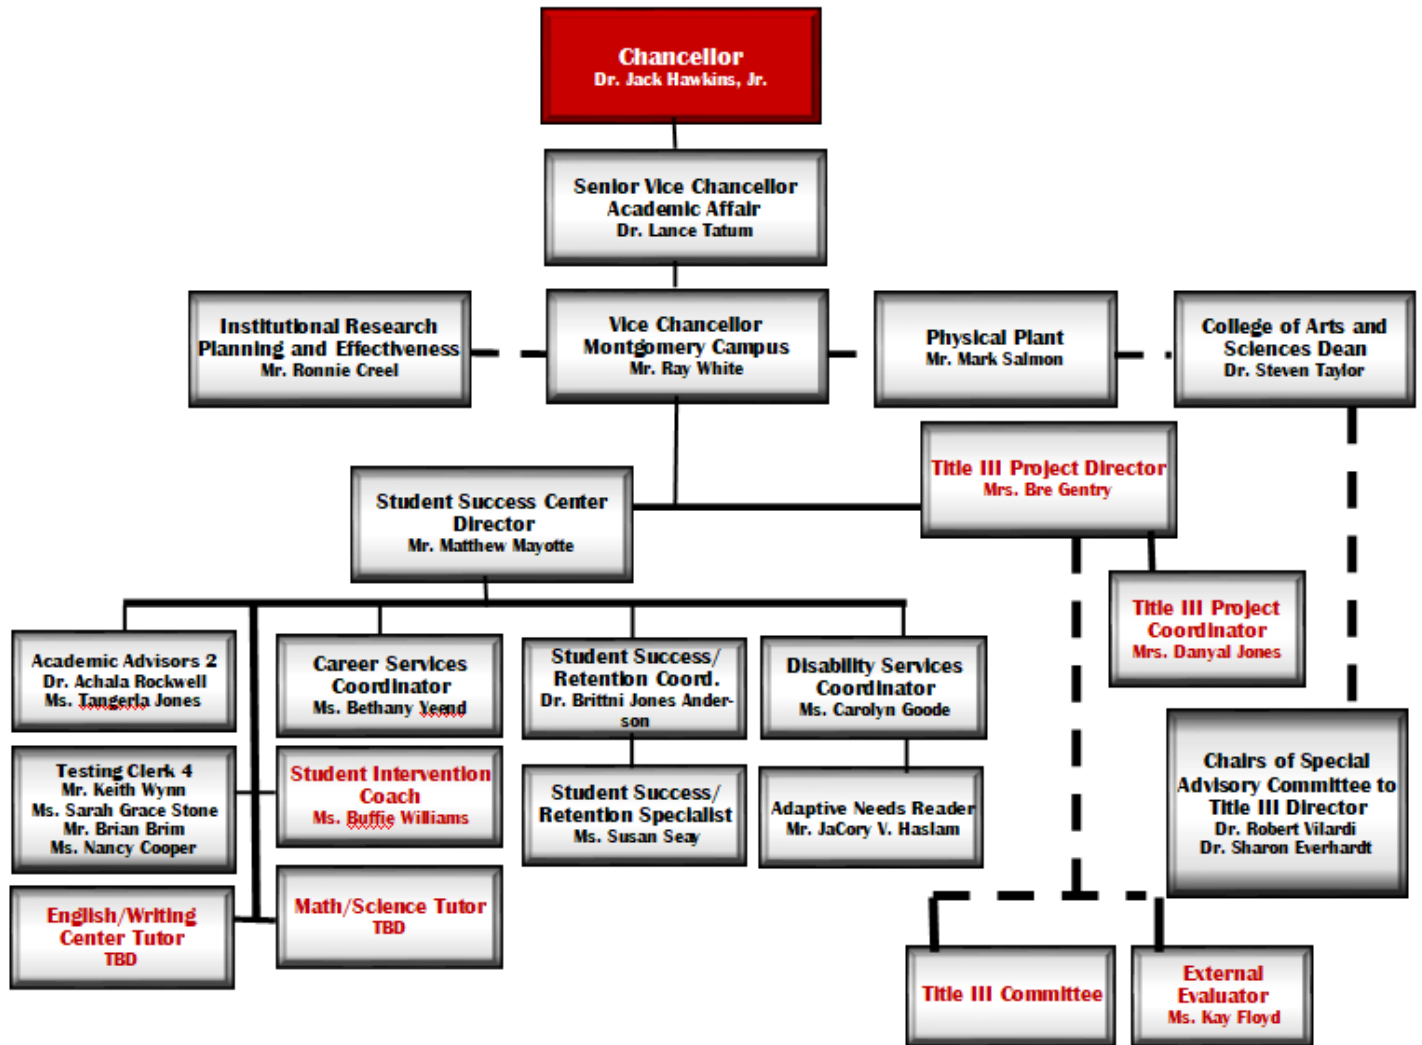 Chancellor
Dr. Jack Hawkins, Jr.
Senior Vice Chancellor
Academic Affair
Dr. Lance Tatum
Institutional Research
Planning and Effectiveness
Mr. Ronnie Creel
Vice Chancellor
Montgomery Campus
Mr. Ray White
Physical Plant
Mr. Mark Salmon
College of Arts and
Sciences Dean
Dr. Steven Taylor
Title III Project Director
Mrs. Bre Gentry
Student Success Center
Director
Mr. Matthew Mayotte
Title III Project
Coordinator
Mrs. Danyal Jones
Academic Advisors 2
Dr. Achala Rockwell
Ms. Tangerla Jones
Career Services
Coordinator
Ms. Bethany Yeend
Student Success/
Retention Coord.
Dr. Brittni Jones Ander-
son
Disability Services
Coordinator
Ms. Carolyn Goode
Testing Clerk 4
Mr. Keith Wynn
Ms. Sarah Grace Stone
Mr. Brian Brim
Ms. Nancy Cooper
Student Intervention
Coach
Ms. Buffie Williams
Student Success/
Retention Specialist
Ms. Susan Seay
Adaptive Needs Reader
Mr. JaCory V. Haslam
Chairs of Special
Advisory Committee to
Title III Director
Dr. Robert Vilardi
Dr. Sharon Everhardt
English/Writing
Center Tutor
TBD
Math/Science Tutor
TBD
Title III Committee
External
Evaluator
Ms. Kay Floyd